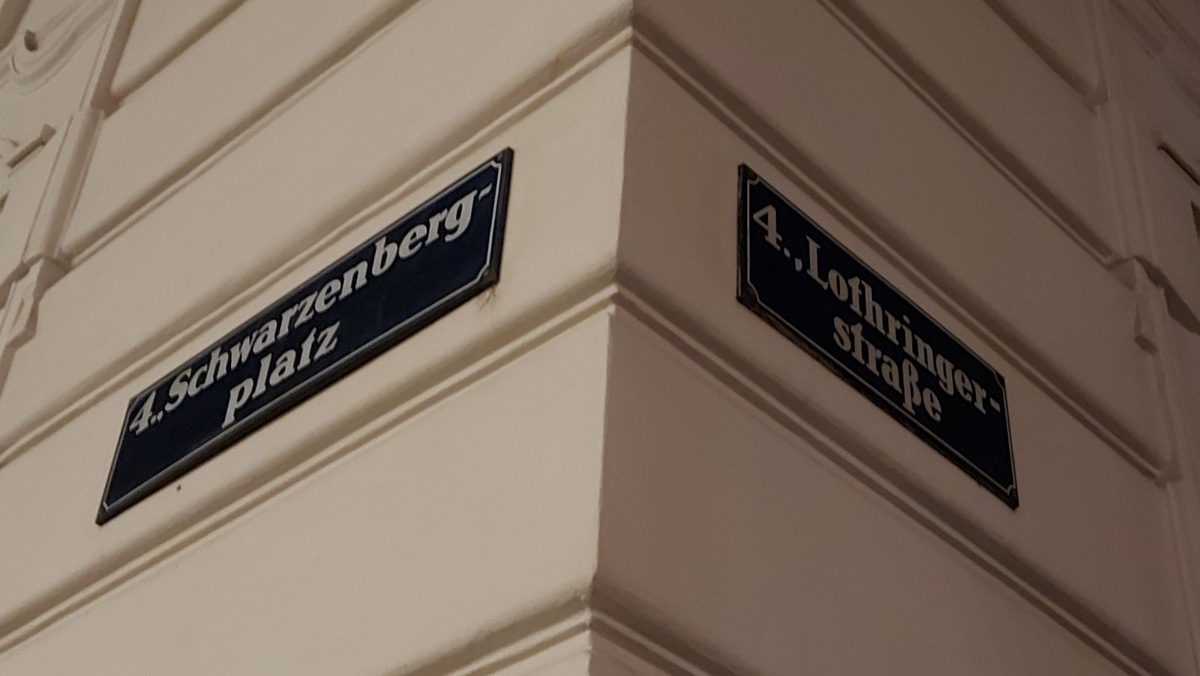 4., Schwarzenberg-
platz
4., Lothringer-
straße